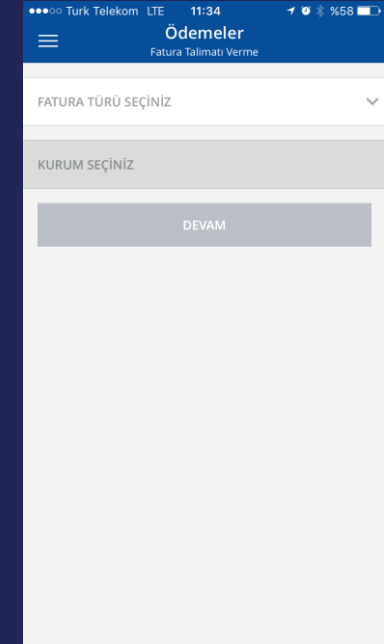 Turk Telekom LTE 11:34 %58
Ödemeler
Fatura Talimatı Verme
FATURA TÜRÜ SEÇİNİZ
KURUM SEÇİNİZ
DEVAM